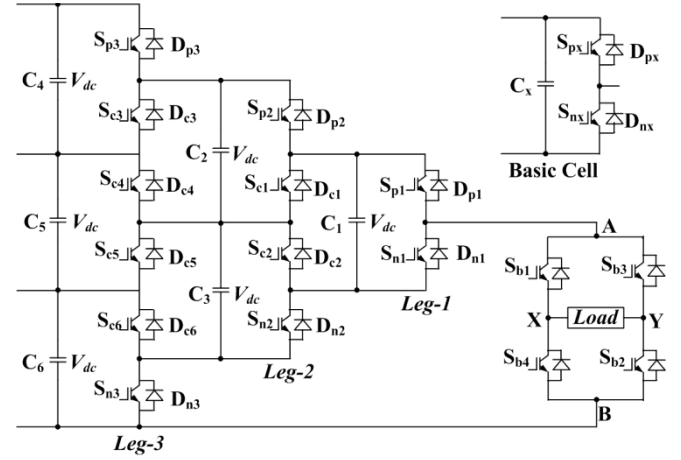 Sp3 Dp3
C4 Vdc
Sc3 Dc3
Sp2 Dp2
C2 Vdc
Sc4 Dc4
Sc1 Dc1
Sp1 Dp1
C5 Vdc
C1 Vdc
Sc5 Dc5
Sc2 Dc2
Sn1 Dn1
C3 Vdc
Leg-1
Sc6 Dc6
Sn2 Dn2
C6 Vdc
Leg-2
Sn3 Dn3
Leg-3
Spx Dpx
Cx
Snx Dnx
Basic Cell
A
Sb1 Sb3
X Load Y
Sb4 Sb2
B